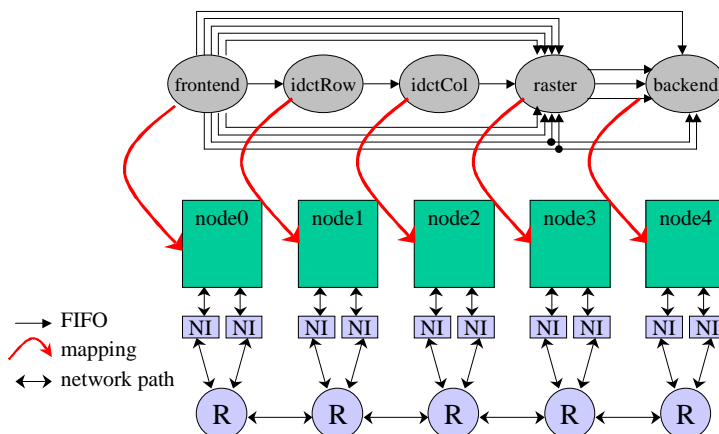 frontend idctRow idctCol raster backend
node0 node1 node2 node3 node4
NI NI NI NI NI NI NI NI NI NI
FIFO
mapping
network path
R R R R R